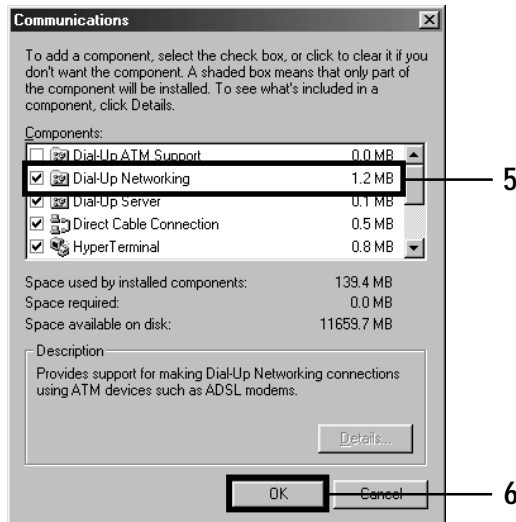 Communications
To add a component, select the check box, or click to clear it if you
don't want the component. A shaded box means that only part of
the component will be installed. To see what's included in a
component, click Details.
Components:
Dial-Up ATM Support 0.0 MB
Dial-Up Networking 1.2 MB 5
Dial-Up Server 0.1 MB
Direct Cable Connection 0.5 MB
HyperTerminal 0.8 MB
Space used by installed components: 139.4 MB
Space required: 0.0 MB
Space available on disk: 11659.7 MB
Description
Provides support for making Dial-Up Networking connections
using ATM devices such as ADSL modems.
Details...
OK Cancel 6